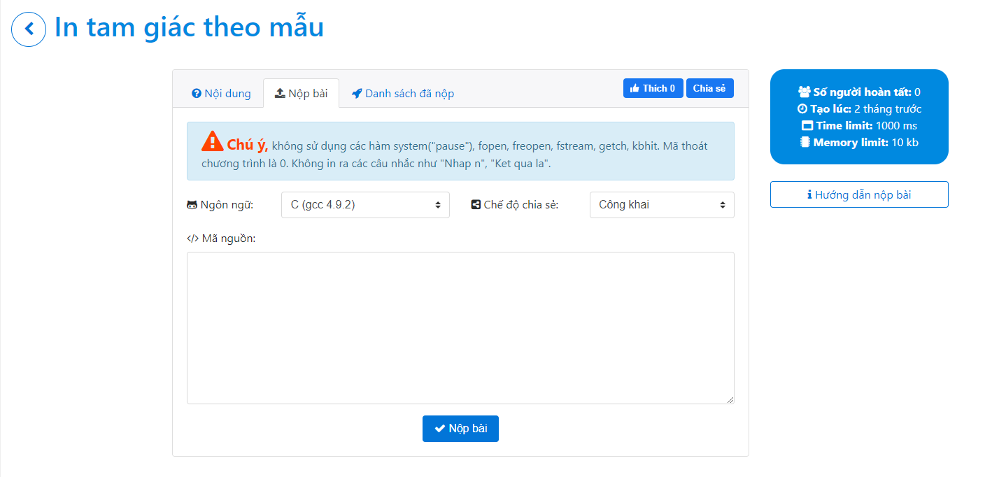 In tam giác theo mẫu
Nội dung
Nộp bài
Danh sách đã nộp
Thích 0
Chia sẻ
Chú ý, không sử dụng các hàm system("pause"), fopen, freopen, fstream, getch, kbhit. Mã thoát
chương trình là 0. Không in ra các câu nhắc như "Nhap n", "Ket qua la".
Ngôn ngữ:
C (gcc 4.9.2)
Chế độ chia sẻ:
Công khai
</> Mã nguồn:
Nộp bài
Số người hoàn tất: 0
Tạo lúc: 2 tháng trước
Time limit: 1000 ms
Memory limit: 10 kb
Hướng dẫn nộp bài